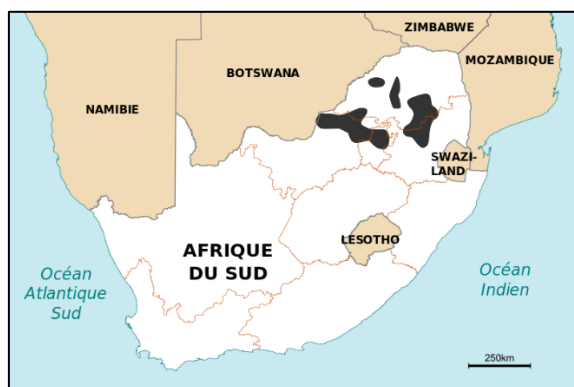 ZIMBABWE
MOZAMBIQUE
BOTSWANA
NAMIBIE
SWAZI-
LAND
LESOTHO
AFRIQUE
DU SUD
Océan
Atlantique
Sud
Océan
Indien
250km